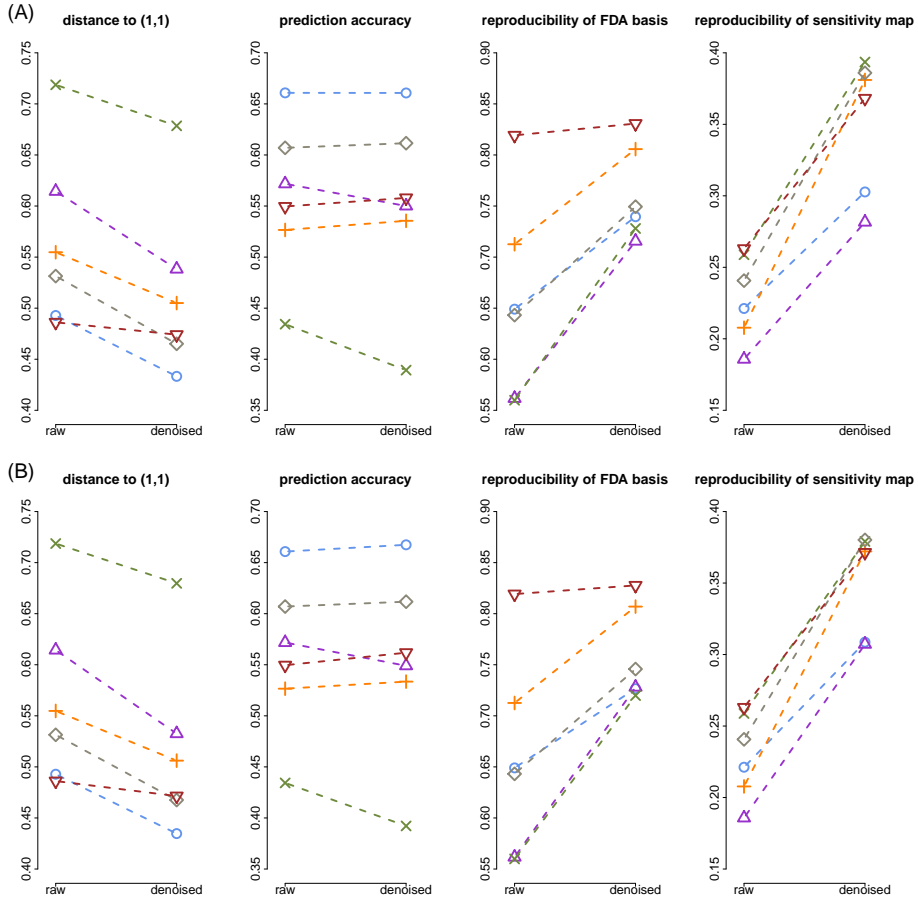 (A)
distance to (1,1) prediction accuracy reproducibility of FDA basis reproducibility of sensitivity map
0.75 0.70 0.65 0.60 0.55 0.50 0.45 0.40
0.70 0.65 0.60 0.55 0.50 0.45 0.40 0.35
0.90 0.85 0.80 0.75 0.70 0.65 0.60 0.55
0.40 0.35 0.30 0.25 0.20 0.15
raw denoised raw denoised raw denoised raw denoised
(B)
distance to (1,1) prediction accuracy reproducibility of FDA basis reproducibility of sensitivity map
0.75 0.70 0.65 0.60 0.55 0.50 0.45 0.40
0.70 0.65 0.60 0.55 0.50 0.45 0.40 0.35
0.90 0.85 0.80 0.75 0.70 0.65 0.60 0.55
0.40 0.35 0.30 0.25 0.20 0.15
raw denoised raw denoised raw denoised raw denoised